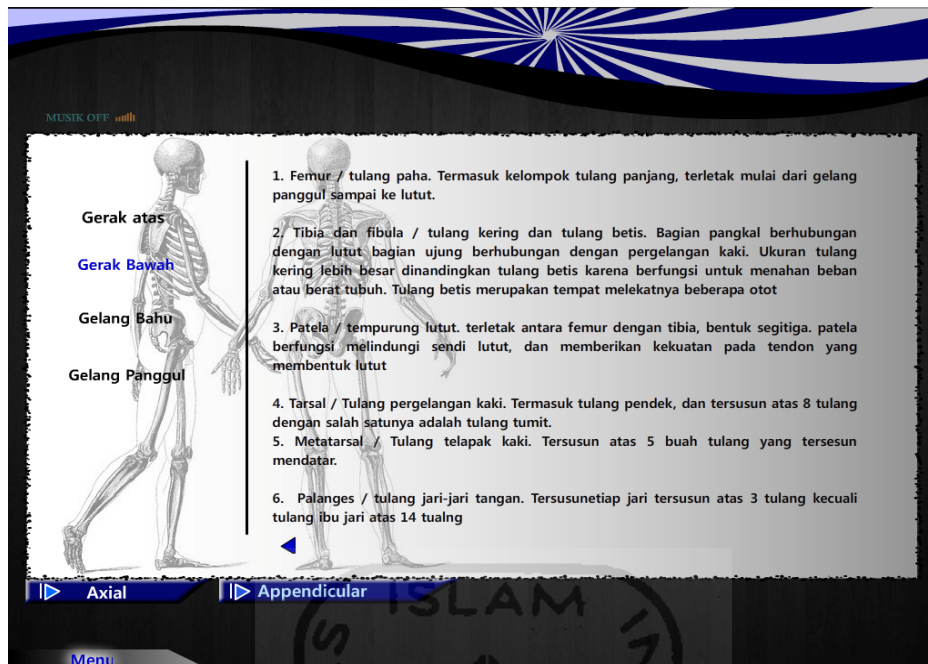 MUSIK OFF
Gerak atas
Gerak Bawah
Gelang Bahu
Gelang Panggul
1. Femur / tulang paha. Termasuk kelompok tulang panjang, terletak mulai dari gelang
panggul sampai ke lutut.
2. Tibia dan fibula / tulang kering dan tulang betis. Bagian pangkal berhubungan
dengan lutut bagian ujung berhubungan dengan pergelangan kaki. Ukuran tulang
kering lebih besar dinandingkan tulang betis karena berfungsi untuk menahan beban
atau berat tubuh. Tulang betis merupakan tempat melekatnya beberapa otot
3. Patela / tempurung lutut. terletak antara femur dengan tibia, bentuk segitiga. patela
berfungsi melindungi sendi lutut, dan memberikan kekuatan pada tendon yang
membentuk lutut
4. Tarsal / Tulang pergelangan kaki. Termasuk tulang pendek, dan tersusun atas 8 tulang
dengan salah satunya adalah tulang tumit.
5. Metatarsal / Tulang telapak kaki. Tersusun atas 5 buah tulang yang tersesun
mendatar.
6. Palanges / tulang jari-jari tangan. Tersusunetiap jari tersusun atas 3 tulang kecuali
tulang ibu jari atas 14 tualng
Axial
Appendicular
ISLAM
Menu